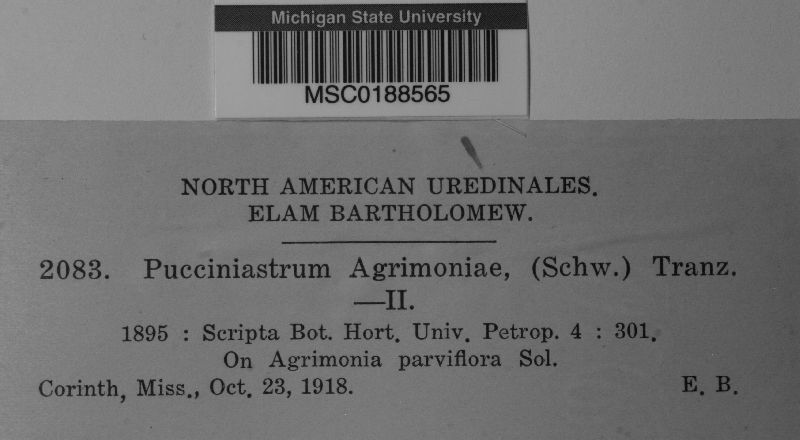 Michigan State University
MSC0188565
NORTH AMERICAN UREDINALES.
ELAM BARTHOLOMEW.
2083. Pucciniastrum Agrimoniae, (Schw.) Tranz.
—II.
1895 : Scripta Bot. Hort. Univ. Petrop. 4 : 301.
On Agrimonia parviflora Sol.
Corinth, Miss., Oct. 23, 1918. E. B.